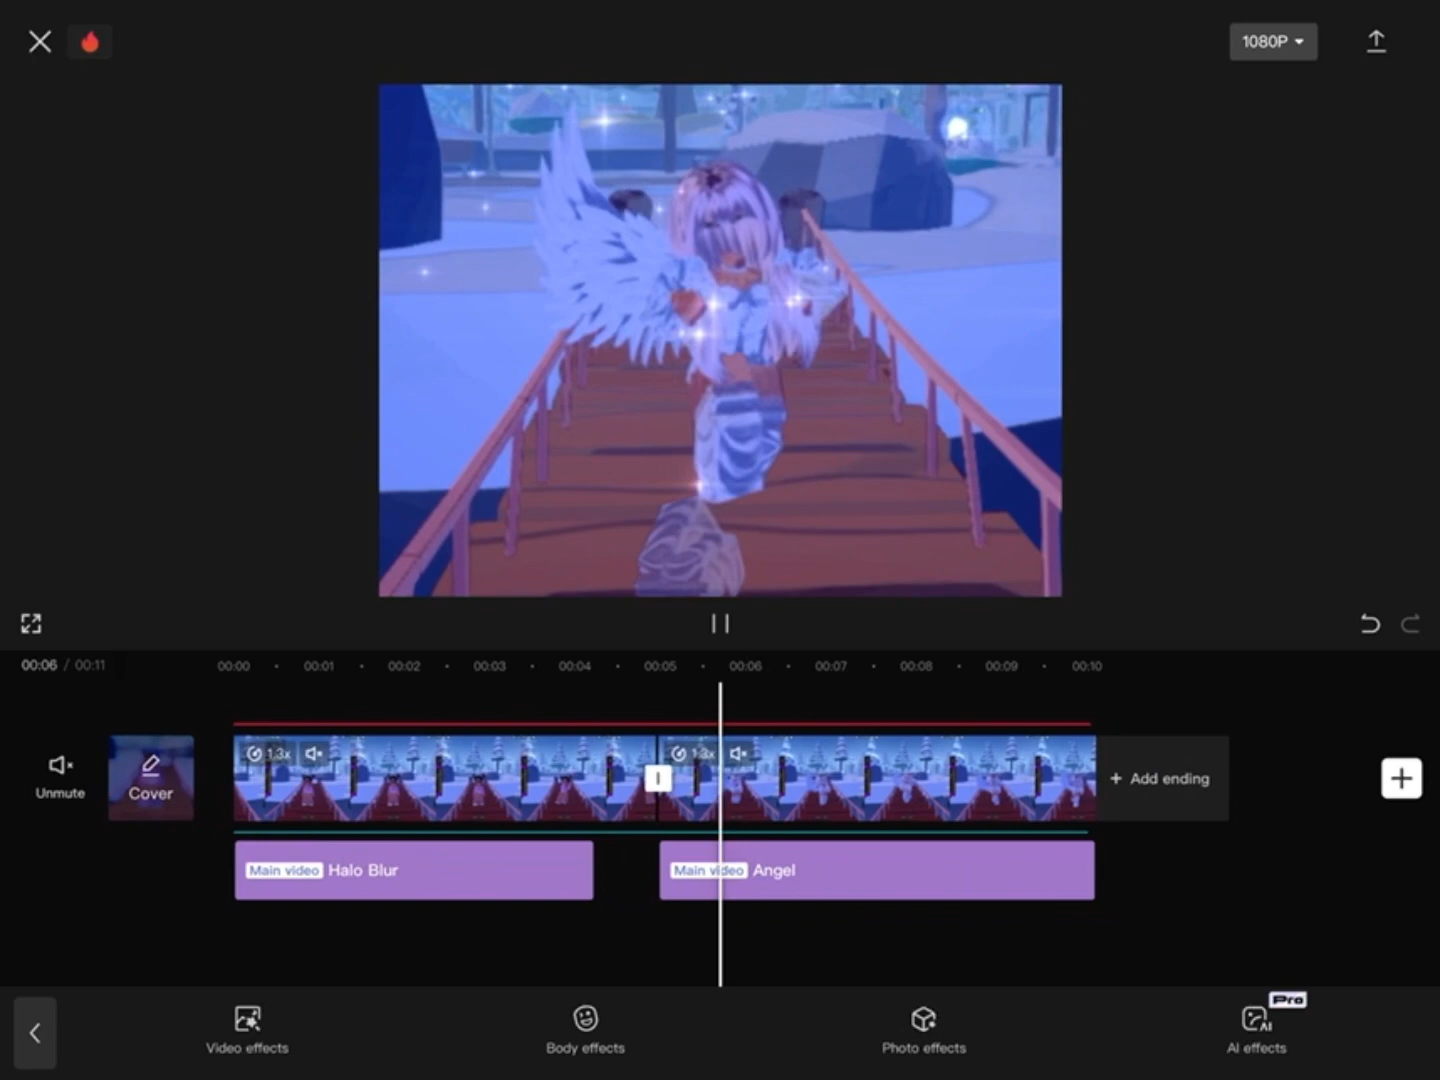 1080P
00:06 / 00:11
00:00 00:01 00:02 00:03 00:04 00:05 00:06 00:07 00:08 00:09 00:10
1.3x
1.3x
Unmute
Cover
+ Add ending
Main video Halo Blur
Main video Angel
Video effects
Body effects
Photo effects
Pro
AI
AI effects